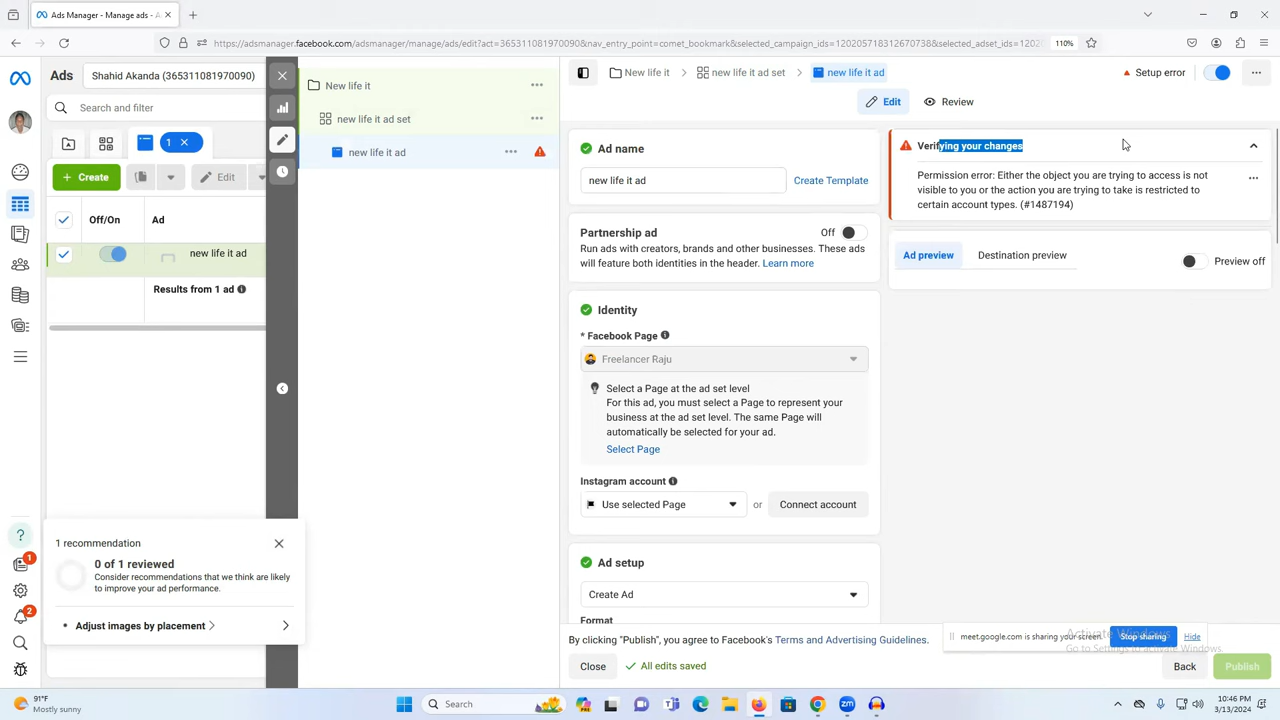 Ads Manager - Manage ads - A
https://adsmanager.facebook.com/adsmanager/manage/ads/edit?act=365311081970090&nav_entry_point=comet_bookmark&selected_campaign_ids=120205718312670738&selected_adset_ids=1202
110%
Ads
Shahid Akanda (365311081970090)
New life it
New life it
new life it ad set
new life it ad
Setup error
Search and filter
Edit
Review
new life it ad set
new life it ad
1
Create
Edit
Off/On
Ad
new life it ad
Results from 1 ad
Ad name
new life it ad
Create Template
Partnership ad
Off
Run ads with creators, brands and other businesses. These ads
will feature both identities in the header. Learn more
Identity
* Facebook Page
Freelancer Raju
Select a Page at the ad set level
For this ad, you must select a Page to represent your
business at the ad set level. The same Page will
automatically be selected for your ad.
Select Page
Instagram account
Use selected Page
or
Connect account
Ad setup
Create Ad
Format
Verifying your changes
Permission error: Either the object you are trying to access is not
visible to you or the action you are trying to take is restricted to
certain account types. (#1487194)
Ad preview
Destination preview
Preview off
1 recommendation
0 of 1 reviewed
Consider recommendations that we think are likely
to improve your ad performance.
Adjust images by placement
1
2
By clicking "Publish", you agree to Facebook's Terms and Advertising Guidelines.
meet.google.com is sharing your screen.
Stop sharing
Hide
Activate Windows
Go to Settings to activate Windows.
Close
All edits saved
Back
Publish
91°F
Mostly sunny
Search
10:46 PM
3/13/2024